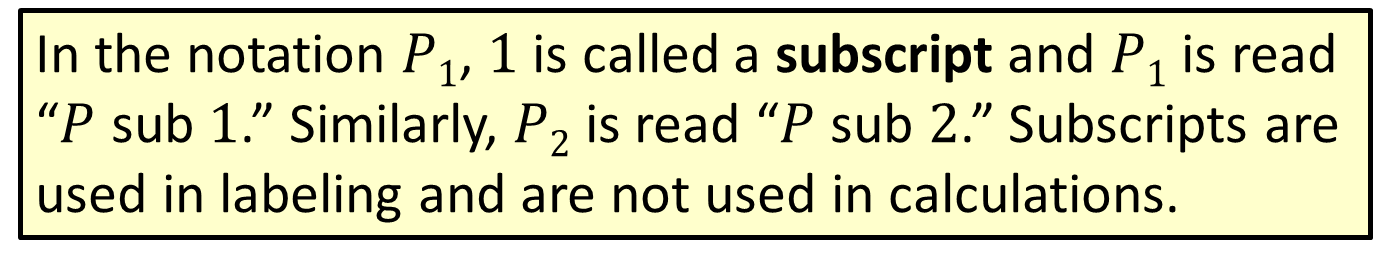 In the notation P₁, 1 is called a subscript and P₁ is read
“P sub 1.” Similarly, P₂ is read “P sub 2.” Subscripts are
used in labeling and are not used in calculations.